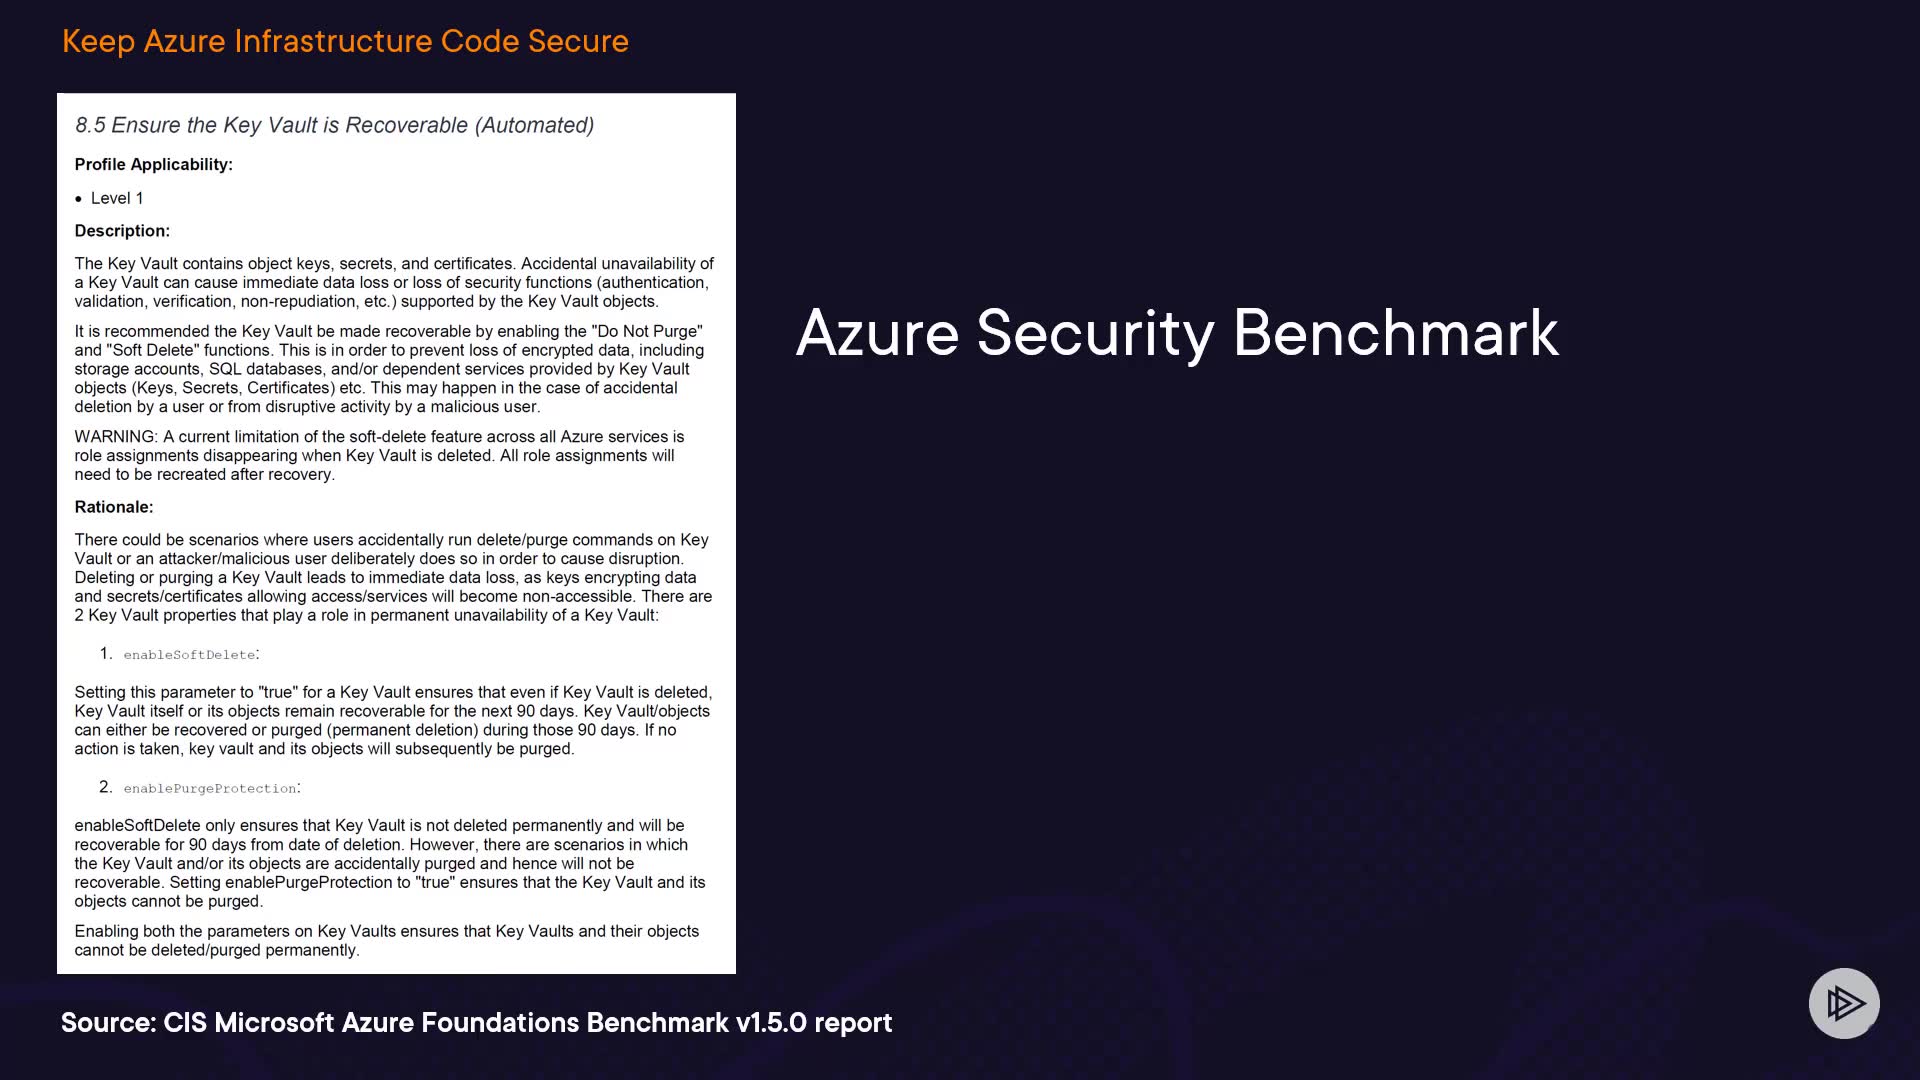 Keep Azure Infrastructure Code Secure
8.5 Ensure the Key Vault is Recoverable (Automated)
Profile Applicability:
• Level 1
Description:
The Key Vault contains object keys, secrets, and certificates. Accidental unavailability of
a Key Vault can cause immediate data loss or loss of security functions (authentication,
validation, verification, non-repudiation, etc.) supported by the Key Vault objects.
It is recommended the Key Vault be made recoverable by enabling the "Do Not Purge"
and "Soft Delete" functions. This is in order to prevent loss of encrypted data, including
storage accounts, SQL databases, and/or dependent services provided by Key Vault
objects (Keys, Secrets, Certificates) etc. This may happen in the case of accidental
deletion by a user or from disruptive activity by a malicious user.
WARNING: A current limitation of the soft-delete feature across all Azure services is
role assignments disappearing when Key Vault is deleted. All role assignments will
need to be recreated after recovery.
Rationale:
There could be scenarios where users accidentally run delete/purge commands on Key
Vault or an attacker/malicious user deliberately does so in order to cause disruption.
Deleting or purging a Key Vault leads to immediate data loss, as keys encrypting data
and secrets/certificates allowing access/services will become non-accessible. There are
2 Key Vault properties that play a role in permanent unavailability of a Key Vault:
1. enableSoftDelete:
Setting this parameter to "true" for a Key Vault ensures that even if Key Vault is deleted,
Key Vault itself or its objects remain recoverable for the next 90 days. Key Vault/objects
can either be recovered or purged (permanent deletion) during those 90 days. If no
action is taken, key vault and its objects will subsequently be purged.
2. enablePurgeProtection:
enableSoftDelete only ensures that Key Vault is not deleted permanently and will be
recoverable for 90 days from date of deletion. However, there are scenarios in which
the Key Vault and/or its objects are accidentally purged and hence will not be
recoverable. Setting enablePurgeProtection to "true" ensures that the Key Vault and its
objects cannot be purged.
Enabling both the parameters on Key Vaults ensures that Key Vaults and their objects
cannot be deleted/purged permanently.
Azure Security Benchmark
Source: CIS Microsoft Azure Foundations Benchmark v1.5.0 report